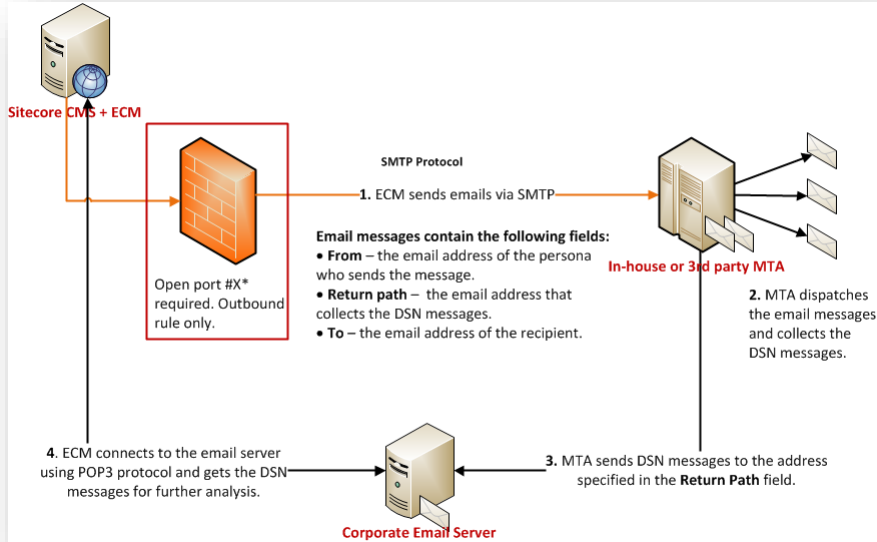 Sitecore CMS + ECM
SMTP Protocol
1. ECM sends emails via SMTP
Open port #X*
required. Outbound
rule only.
Email messages contain the following fields:
• From – the email address of the persona
who sends the message.
• Return path – the email address that
collects the DSN messages.
• To – the email address of the recipient.
In-house or 3rd party MTA
2. MTA dispatches
the email messages
and collects the
DSN messages.
4. ECM connects to the email server
using POP3 protocol and gets the DSN
messages for further analysis.
3. MTA sends DSN messages to the address
specified in the Return Path field.
Corporate Email Server